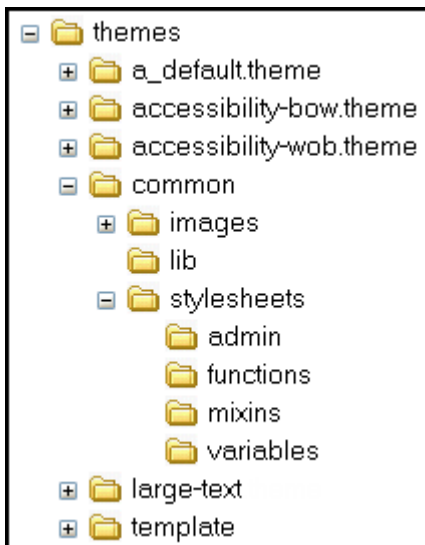 themes
a_default.theme
accessibility-bow.theme
accessibility-wob.theme
common
images
lib
stylesheets
admin
functions
mixins
variables
large-text
template